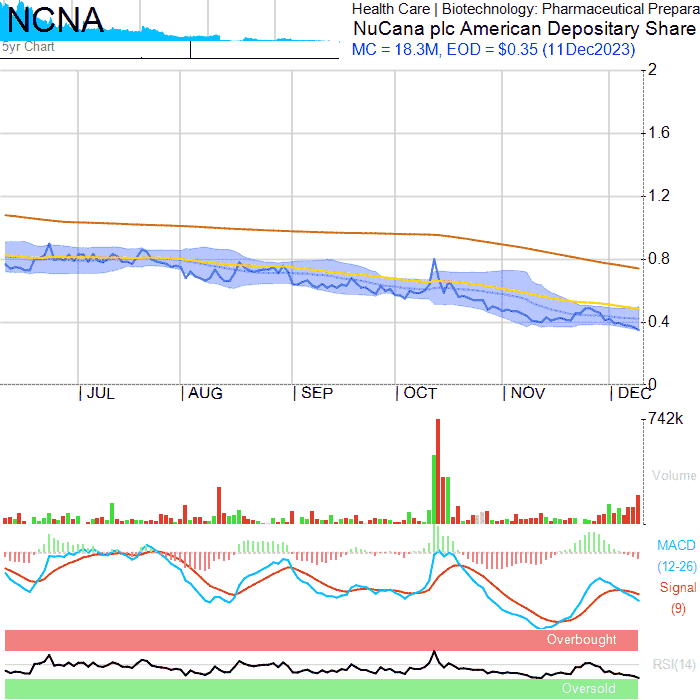 NCNA
5yr Chart
Health Care | Biotechnology: Pharmaceutical Prepara
NuCana plc American Depositary Share
MC = 18.3M, EOD = $0.35 (11Dec2023)
2
1.6
1.2
0.8
0.4
0
JUL
AUG
SEP
OCT
NOV
DEC
742k
Volume
MACD
(12-26)
Signal
(9)
Overbought
RSI(14)
Oversold